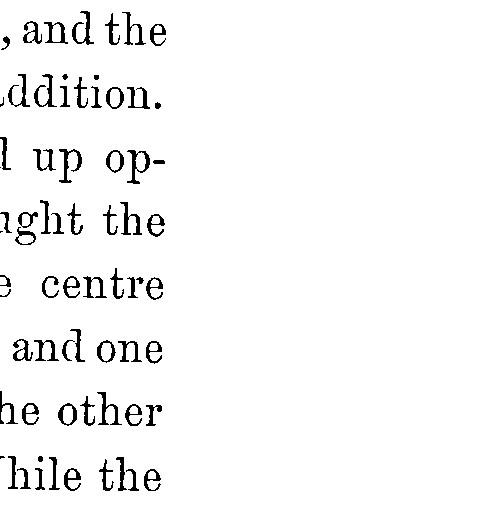 , and the
ddition.
up op-
ught the
centre
and one
he other
hile the